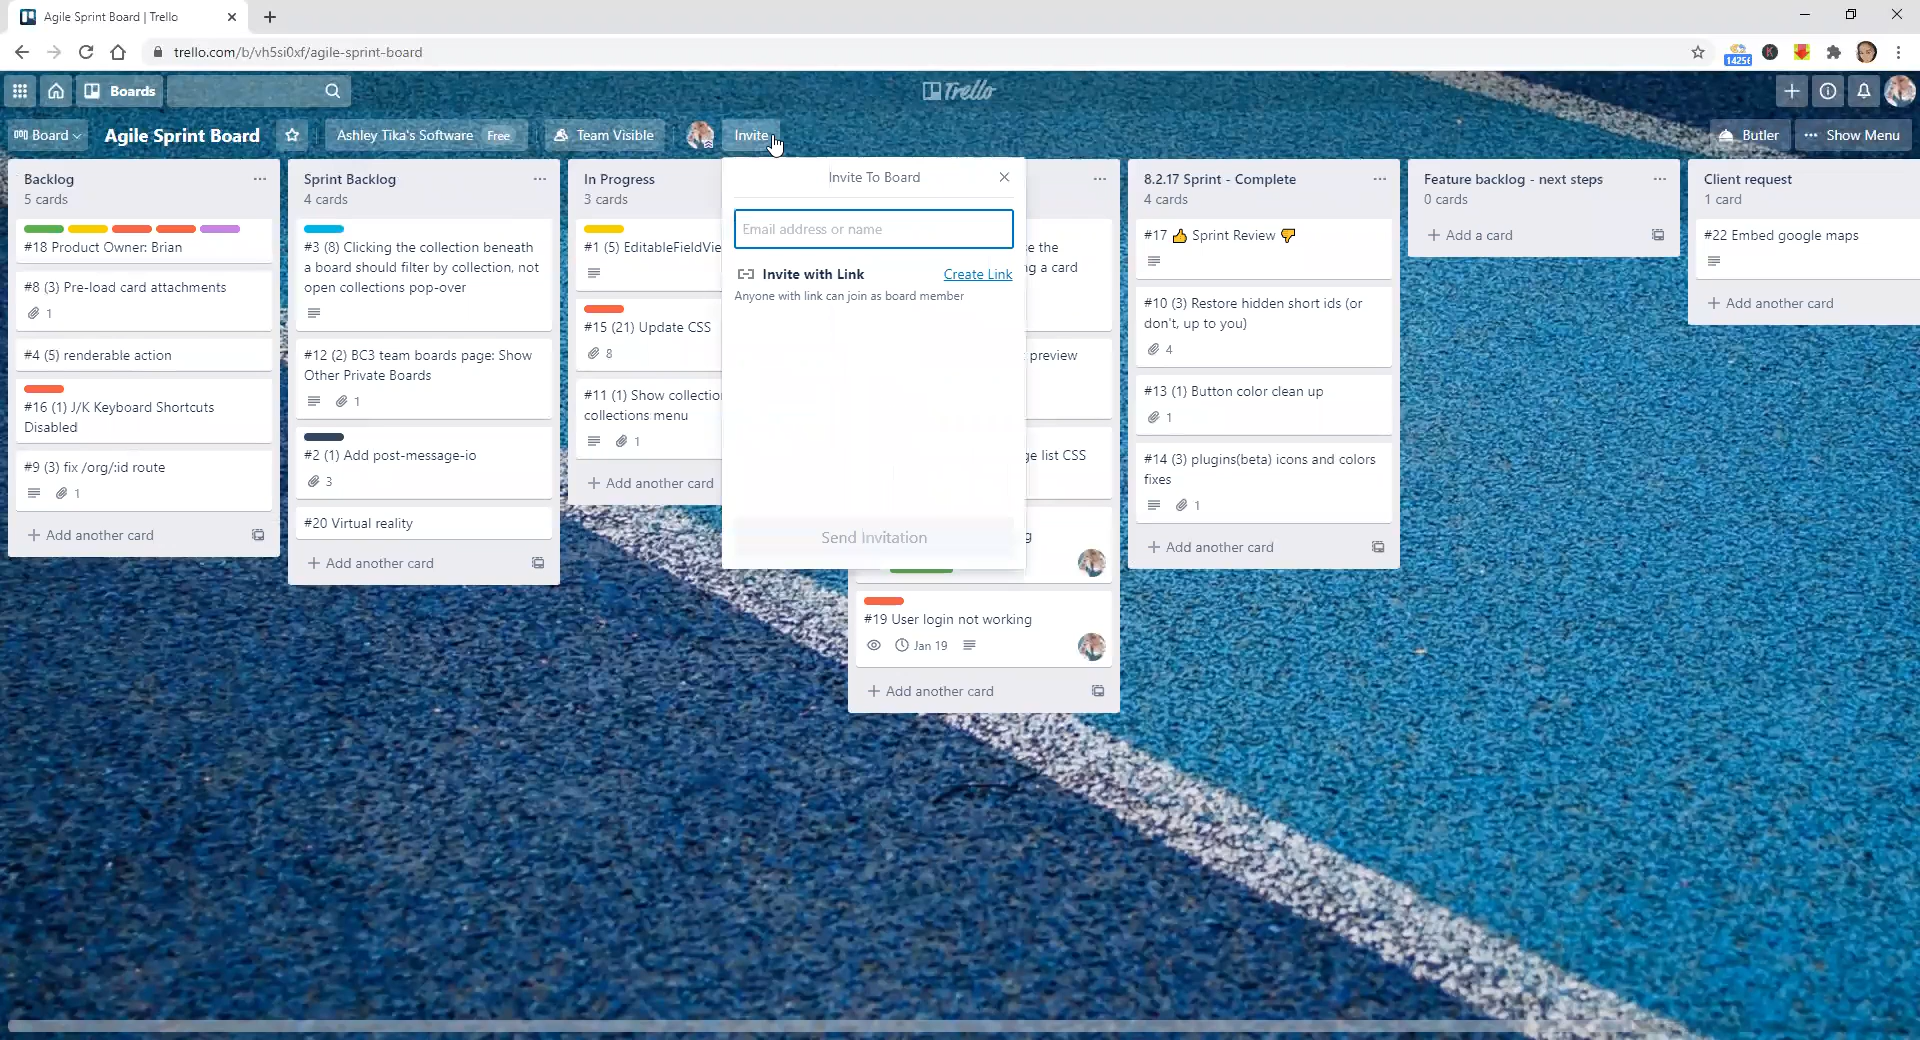 Agile Sprint Board | Trello
trello.com/b/vh5si0xf/agile-sprint-board
Boards
Trello
Board
Agile Sprint Board
Ashley Tika's Software Free
Team Visible
Invite
Butler
Show Menu
Backlog
5 cards
#18 Product Owner: Brian
#8 (3) Pre-load card attachments
1
#4 (5) renderable action
#16 (1) J/K Keyboard Shortcuts
Disabled
#9 (3) fix /org/:id route
1
Add another card
Sprint Backlog
4 cards
#3 (8) Clicking the collection beneath
a board should filter by collection, not
open collections pop-over
#12 (2) BC3 team boards page: Show
Other Private Boards
1
#2 (1) Add post-message-io
3
#20 Virtual reality
Add another card
In Progress
3 cards
#1 (5) EditableFieldVie
#15 (21) Update CSS
8
#11 (1) Show collectio
collections menu
1
Add another card
Invite To Board
Email address or name
Invite with Link
Create Link
Anyone with link can join as board member
Send Invitation
e the
g a card
preview
ge list CSS
g
#19 User login not working
Jan 19
Add another card
8.2.17 Sprint - Complete
4 cards
#17 👍 Sprint Review 👎
#10 (3) Restore hidden short ids (or
don't, up to you)
4
#13 (1) Button color clean up
1
#14 (3) plugins(beta) icons and colors
fixes
1
Add another card
Feature backlog - next steps
0 cards
Add a card
Client request
1 card
#22 Embed google maps
Add another card